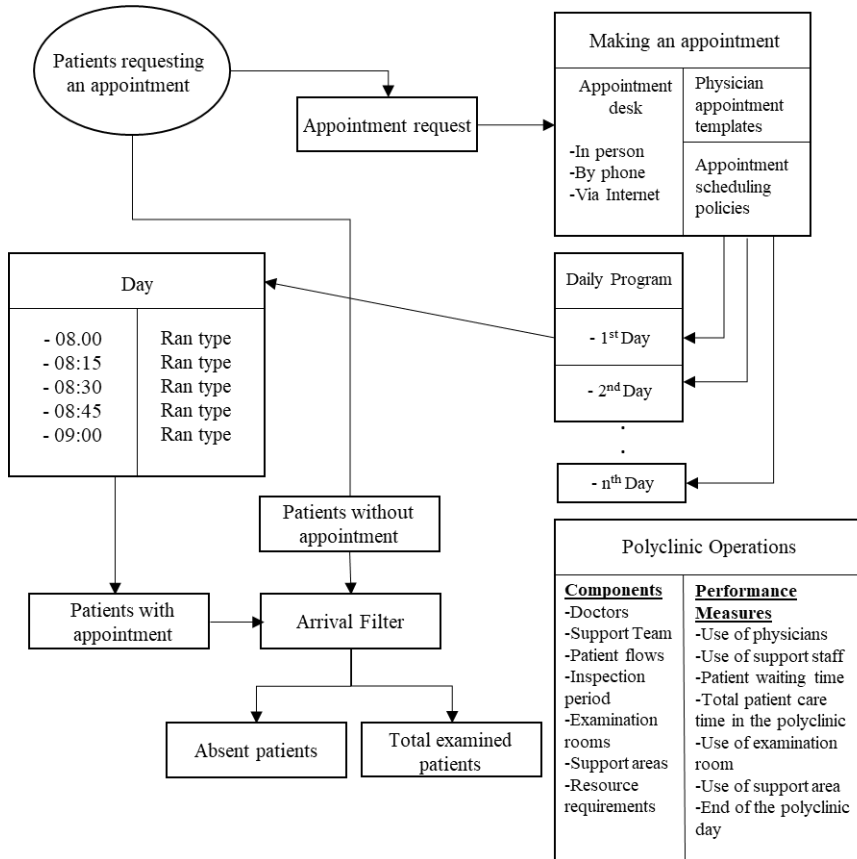 Patients requesting
an appointment
Appointment request
Making an appointment
Appointment
desk
-In person
-By phone
-Via Internet
Physician
appointment
templates
Appointment
scheduling
policies
Day
- 08.00
- 08:15
- 08:30
- 08:45
- 09:00
Ran type
Ran type
Ran type
Ran type
Ran type
Daily Program
- 1st Day
- 2nd Day
.
.
- nth Day
Patients without
appointment
Patients with
appointment
Arrival Filter
Absent patients
Total examined
patients
Polyclinic Operations
Components
-Doctors
-Support Team
-Patient flows
-Inspection
period
-Examination
rooms
-Support areas
-Resource
requirements
Performance
Measures
-Use of physicians
-Use of support staff
-Patient waiting time
-Total patient care
time in the polyclinic
-Use of examination
room
-Use of support area
-End of the polyclinic
day